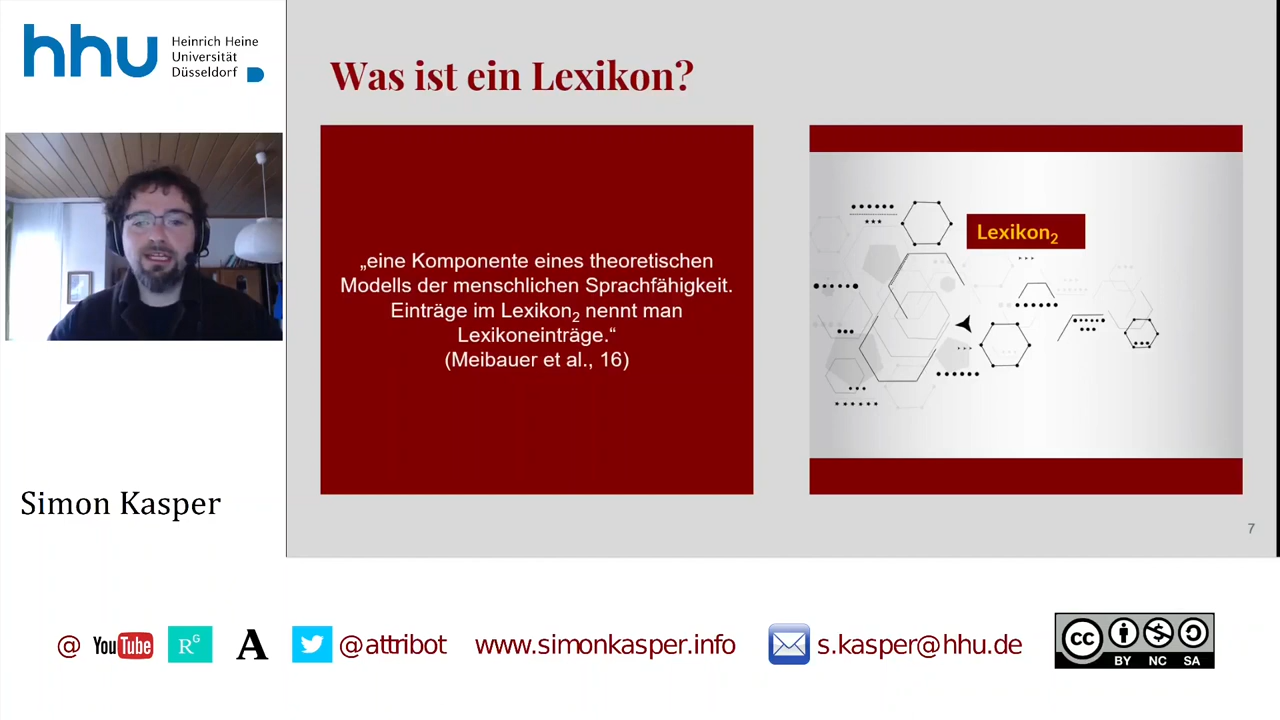 hhu
Heinrich Heine
Universität
Düsseldorf
Simon Kasper
Was ist ein Lexikon?
„eine Komponente eines theoretischen
Modells der menschlichen Sprachfähigkeit.
Einträge im Lexikon₂ nennt man
Lexikoneinträge.“
(Meibauer et al., 16)
Lexikon₂
7
@ YouTube RG A @attribot www.simonkasper.info s.kasper@hhu.de
cc BY NC SA